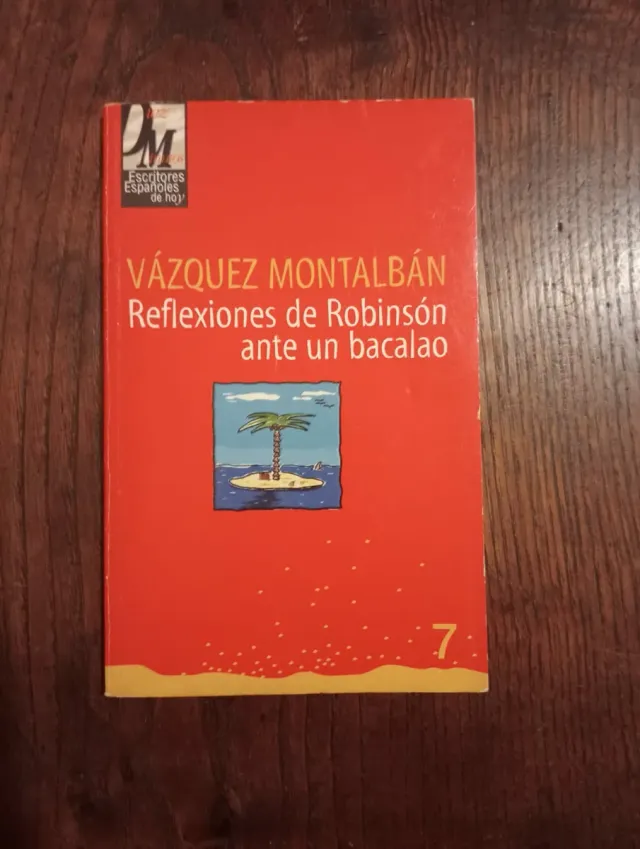 M
Escritores
Españoles
de hoy
VÁZQUEZ MONTALBÁN
Reflexiones de Robinsón
ante un bacalao
7